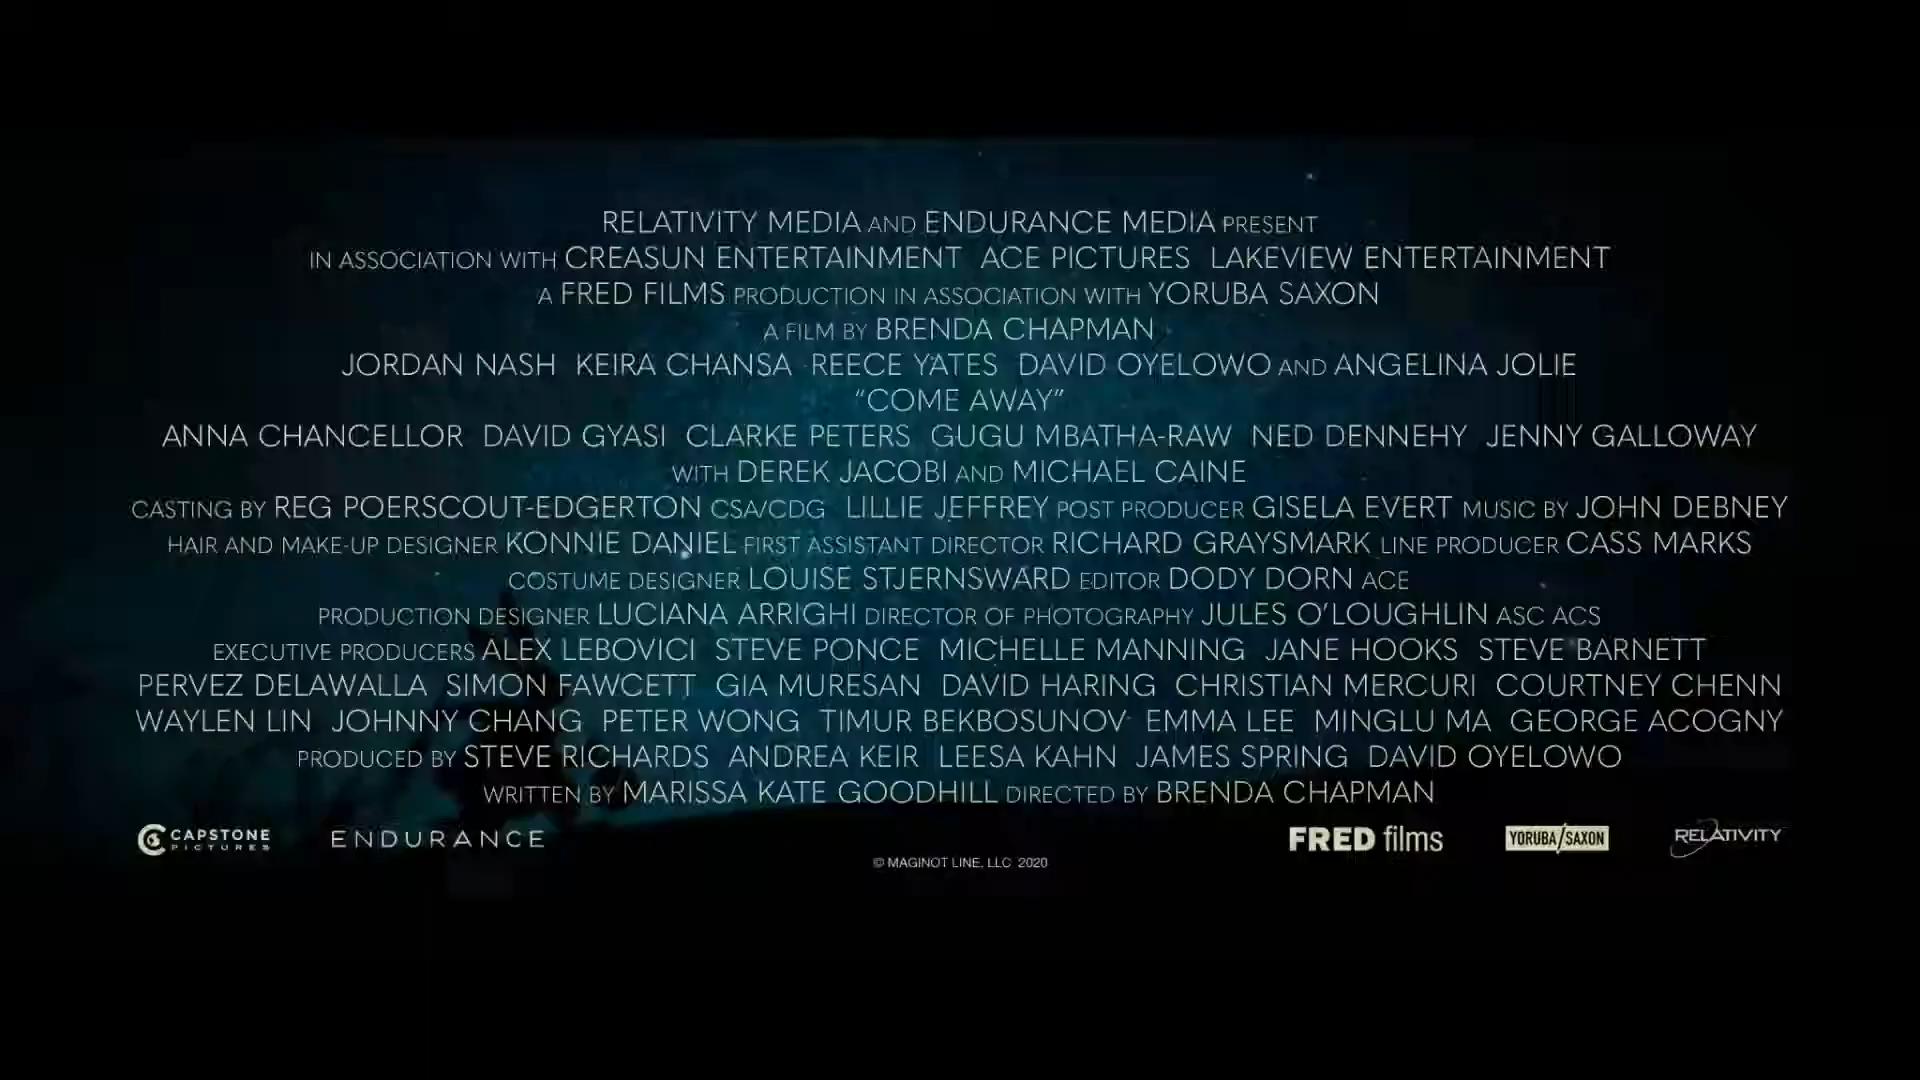 RELATIVITY MEDIA AND ENDURANCE MEDIA PRESENT
IN ASSOCIATION WITH CREASUN ENTERTAINMENT ACE PICTURES LAKEVIEW ENTERTAINMENT
A FRED FILMS PRODUCTION IN ASSOCIATION WITH YORUBA SAXON
A FILM BY BRENDA CHAPMAN
JORDAN NASH KEIRA CHANSA REECE YATES DAVID OYELOWO AND ANGELINA JOLIE
“COME AWAY”
ANNA CHANCELLOR DAVID GYASI CLARKE PETERS GUGU MBATHA-RAW NED DENNEHY JENNY GALLOWAY
WITH DEREK JACOBI AND MICHAEL CAINE
CASTING BY REG POERSCOUT-EDGERTON CSA/CDG LILLIE JEFFREY POST PRODUCER GISELA EVERT MUSIC BY JOHN DEBNEY
HAIR AND MAKE-UP DESIGNER KONNIE DANIEL FIRST ASSISTANT DIRECTOR RICHARD GRAYSMARK LINE PRODUCER CASS MARKS
COSTUME DESIGNER LOUISE STJERNSWARD EDITOR DODY DORN ACE
PRODUCTION DESIGNER LUCIANA ARRIGHI DIRECTOR OF PHOTOGRAPHY JULES O’LOUGHLIN ASC ACS
EXECUTIVE PRODUCERS ALEX LEBOVICI STEVE PONCE MICHELLE MANNING JANE HOOKS STEVE BARNETT
PERVEZ DELAWALLA SIMON FAWCETT GIA MURESAN DAVID HARING CHRISTIAN MERCURI COURTNEY CHENN
WAYLEN LIN JOHNNY CHANG PETER WONG TIMUR BEKBOSUNOV EMMA LEE MINGLU MA GEORGE ACOGNY
PRODUCED BY STEVE RICHARDS ANDREA KEIR LEESA KAHN JAMES SPRING DAVID OYELOWO
WRITTEN BY MARISSA KATE GOODHILL DIRECTED BY BRENDA CHAPMAN
CAPSTONE PICTURES ENDURANCE FRED films YORUBA/SAXON RELATIVITY
© MAGINOT LINE, LLC 2020